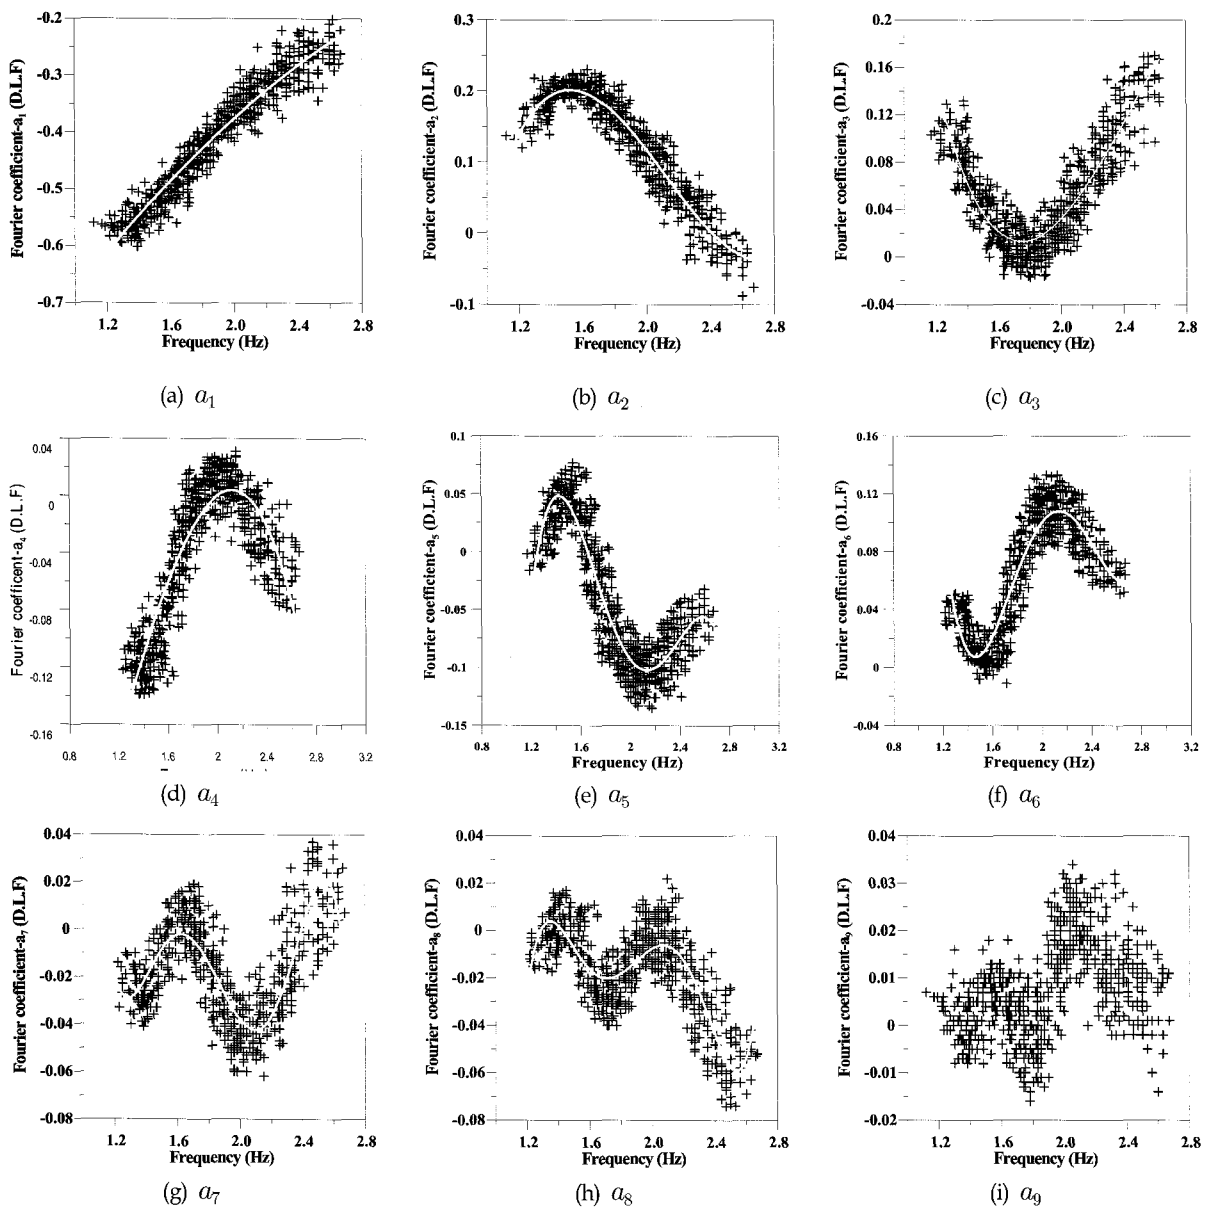 -0.2
-0.3
-0.4
-0.5
-0.6
-0.7
Fourier coefficient-a₁ (D.L.F)
1.2 1.6 2.0 2.4 2.8
Frequency (Hz)
(a) a₁
0.3
0.2
0.1
0
-0.1
Fourier coefficient-a₂ (D.L.F)
1.2 1.6 2.0 2.4 2.8
Frequency (Hz)
(b) a₂
0.2
0.16
0.12
0.08
0.04
0
-0.04
Fourier coefficient-a₃ (D.L.F)
1.2 1.6 2.0 2.4 2.8
Frequency (Hz)
(c) a₃
0.04
0
-0.04
-0.08
-0.12
-0.16
Fourier coefficent-a₄ (D.L.F)
0.8 1.2 1.6 2 2.4 2.8 3.2
(d) a₄
0.1
0.05
0
-0.05
-0.1
-0.15
Fourier coefficient-a₅ (D.L.F)
0.8 1.2 1.6 2 2.4 2.8 3.2
Frequency (Hz)
(e) a₅
0.16
0.12
0.08
0.04
0
-0.04
Fourier coefficient-a₆ (D.L.F)
0.8 1.2 1.6 2 2.4 2.8 3.2
Frequency (Hz)
(f) a₆
0.04
0.02
0
-0.02
-0.04
-0.06
-0.08
Fourier coefficient-a₇ (D.L.F)
1.2 1.6 2.0 2.4 2.8
Frequency (Hz)
(g) a₇
0.04
0.02
0
-0.02
-0.04
-0.06
-0.08
Fourier coefficient-a₈ (D.L.F)
1.2 1.6 2.0 2.4 2.8
Frequency (Hz)
(h) a₈
0.04
0.03
0.02
0.01
0
-0.01
-0.02
Fourier coefficient-a₉ (D.L.F)
1.2 1.6 2.0 2.4 2.8
Frequency (Hz)
(i) a₉